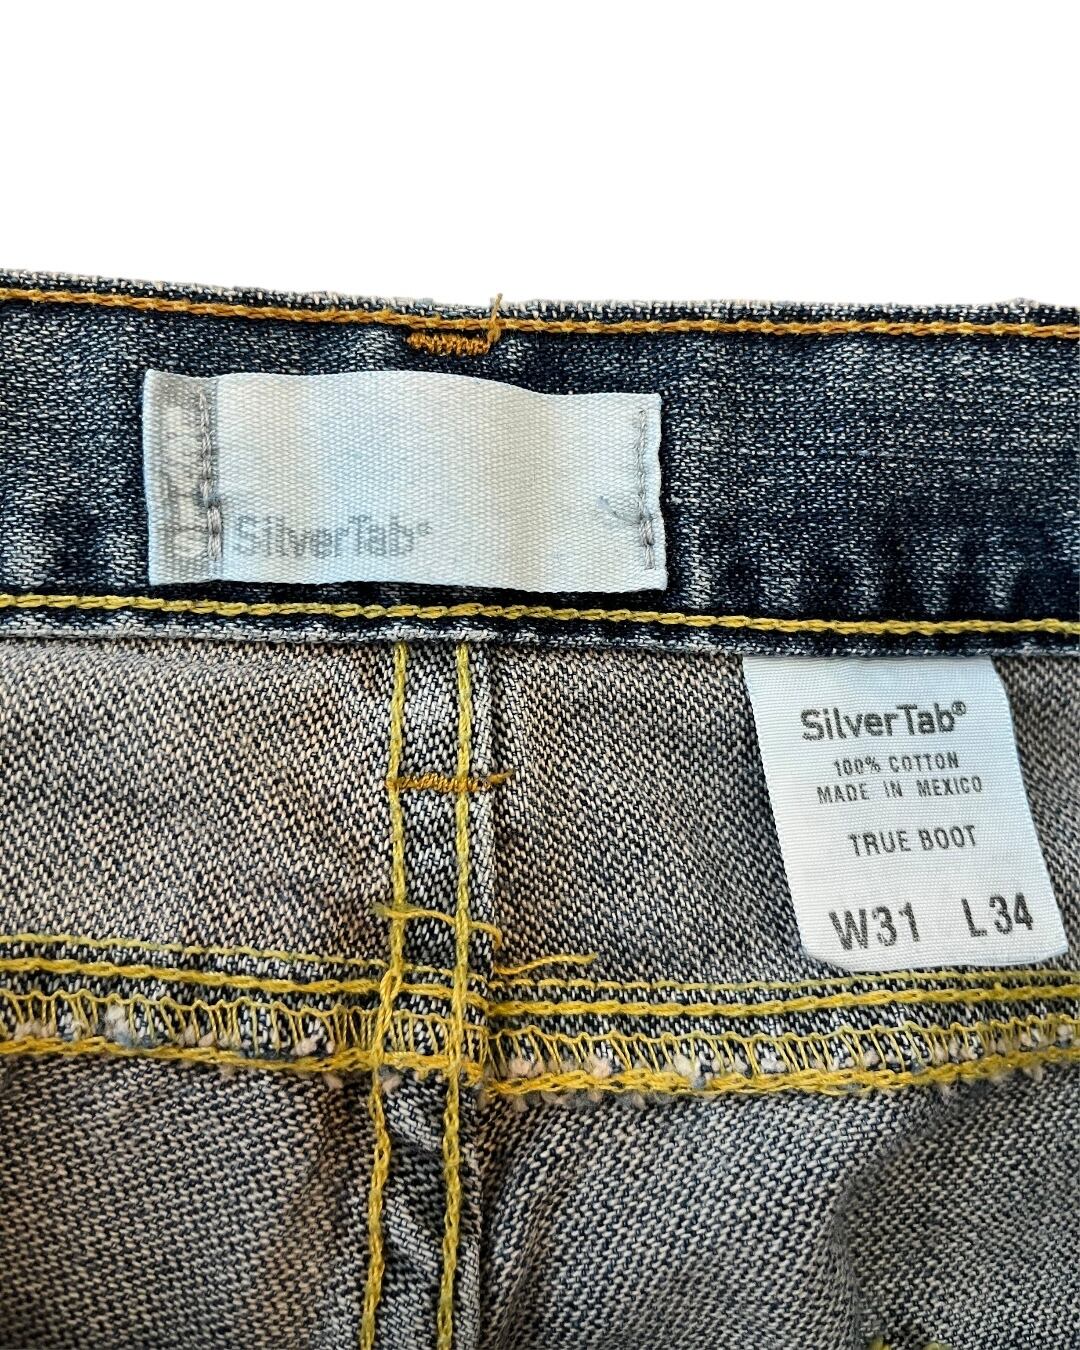 SilverTab®
SilverTab®
100% COTTON
MADE IN MEXICO
TRUE BOOT
W31 L34